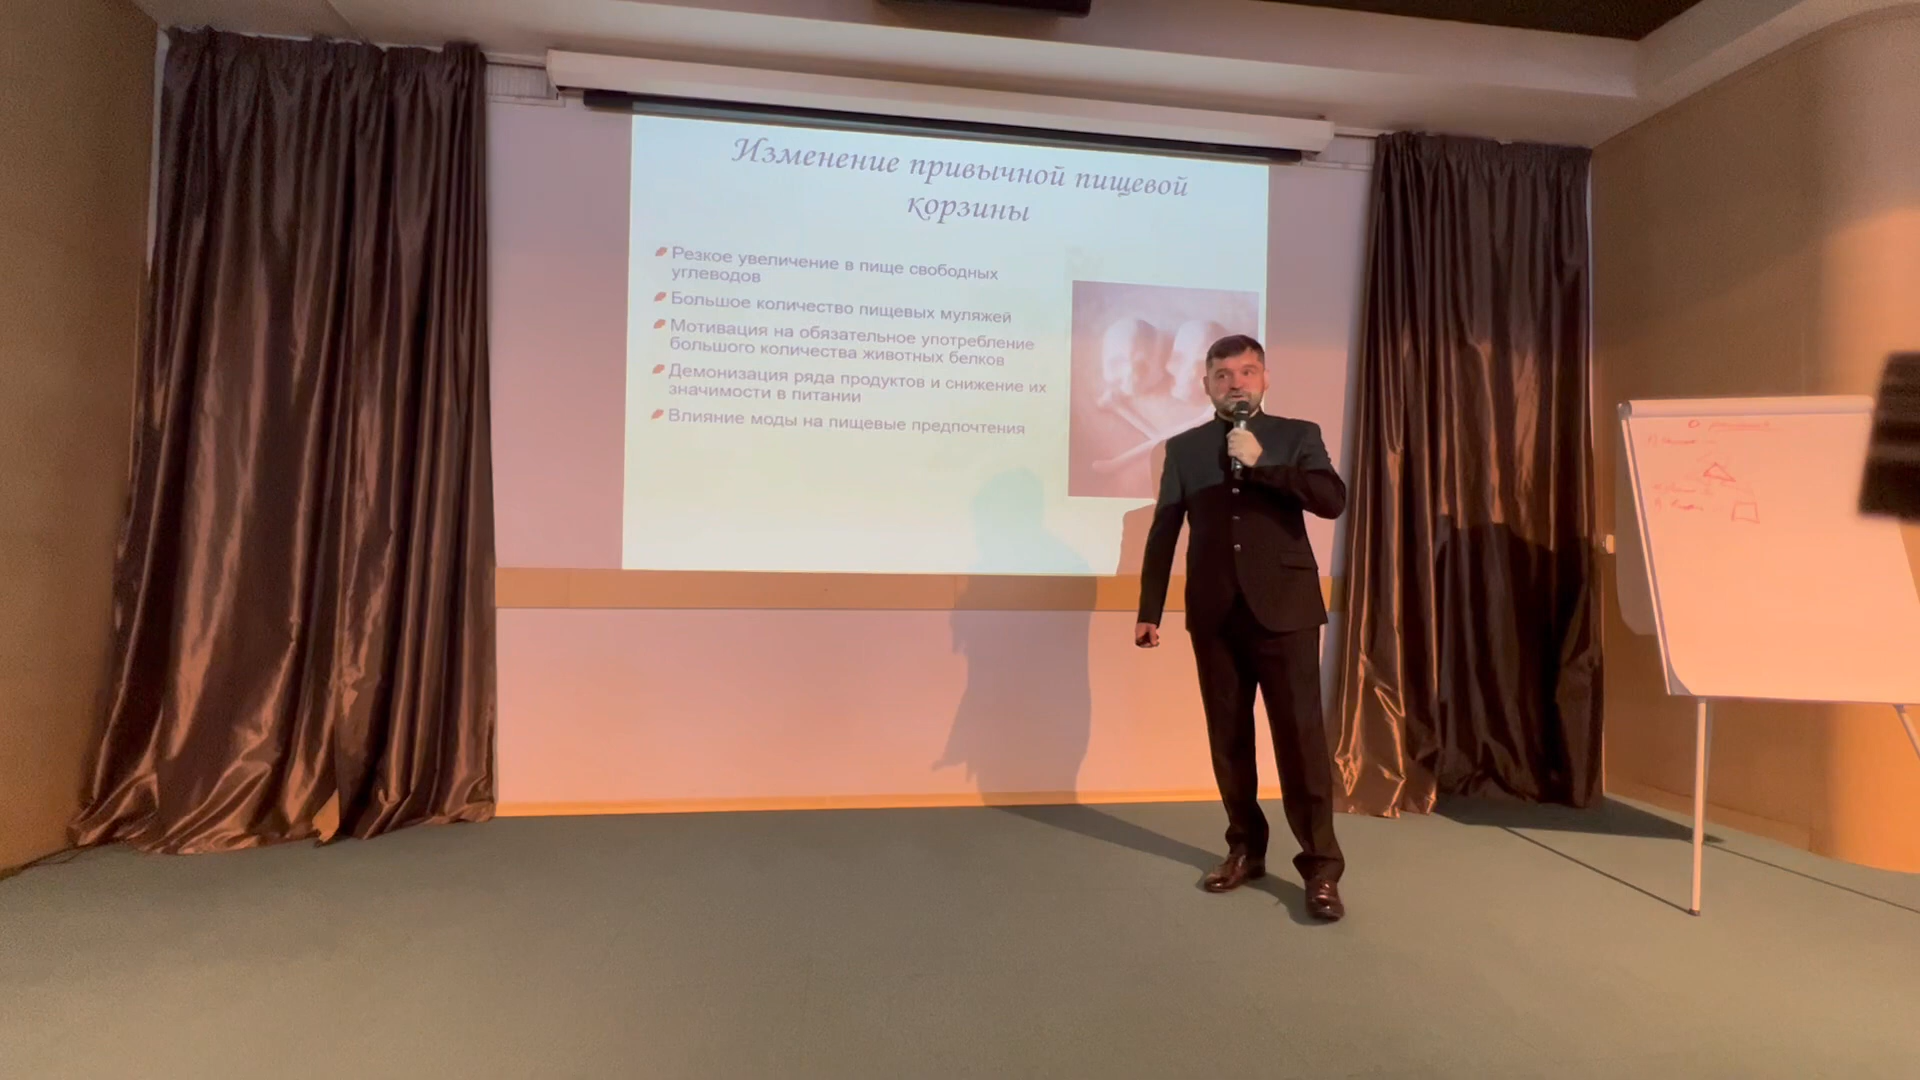 Изменение привычной пищевой
корзины
Резкое увеличение в пище свободных
углеводов
Большое количество пищевых муляжей
Мотивация на обязательное употребление
большого количества животных белков
Демонизация ряда продуктов и снижение их
значимости в питании
Влияние моды на пищевые предпочтения